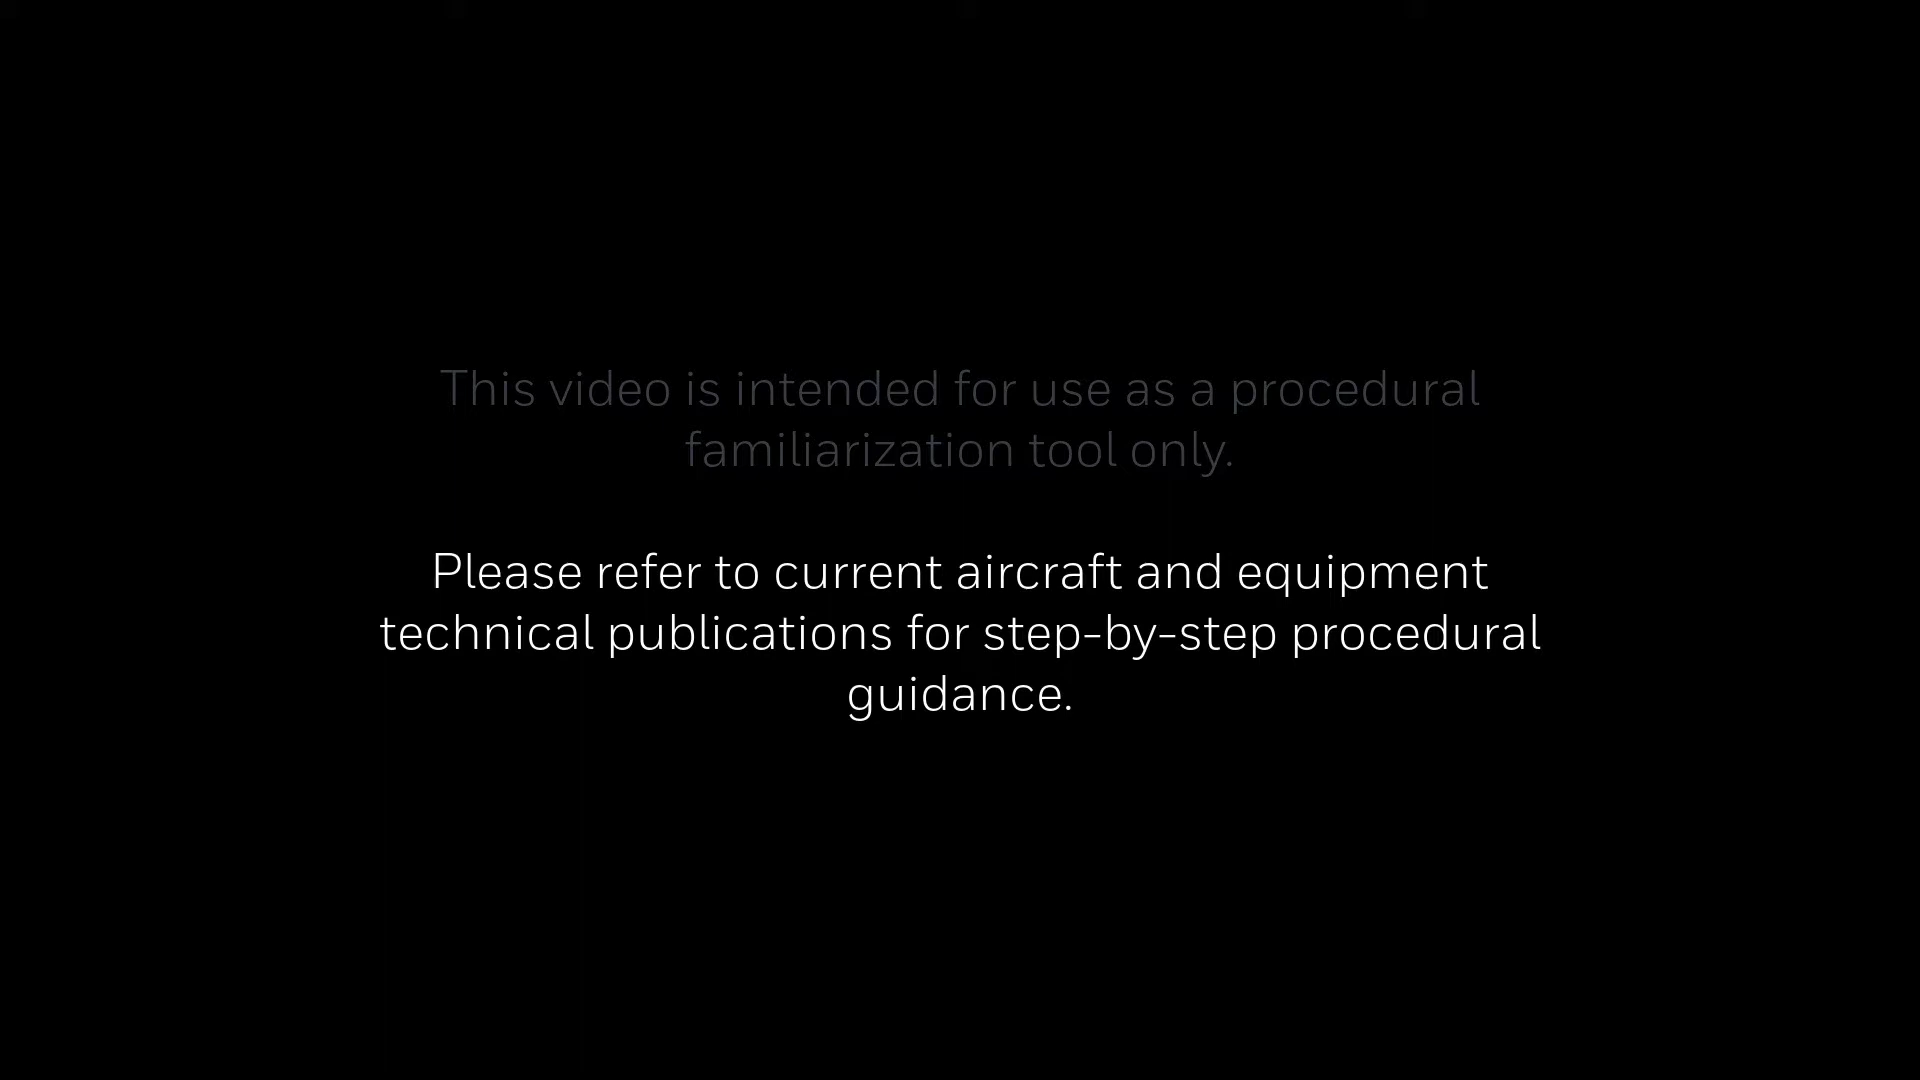 This video is intended for use as a procedural
familiarization tool only.
Please refer to current aircraft and equipment
technical publications for step-by-step procedural
guidance.